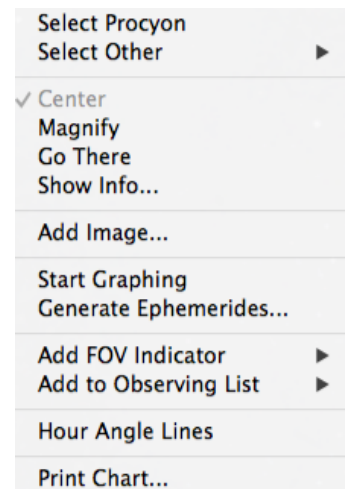 Select Procyon
Select Other
Center
Magnify
Go There
Show Info...
Add Image...
Start Graphing
Generate Ephemerides...
Add FOV Indicator
Add to Observing List
Hour Angle Lines
Print Chart...